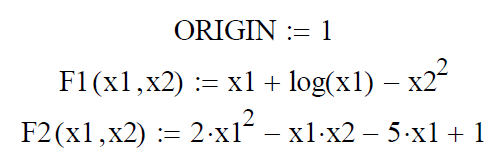 ORIGIN := 1
F1(x1,x2) := x1 + log(x1) − x2²
F2(x1,x2) := 2·x1² − x1·x2 − 5·x1 + 1